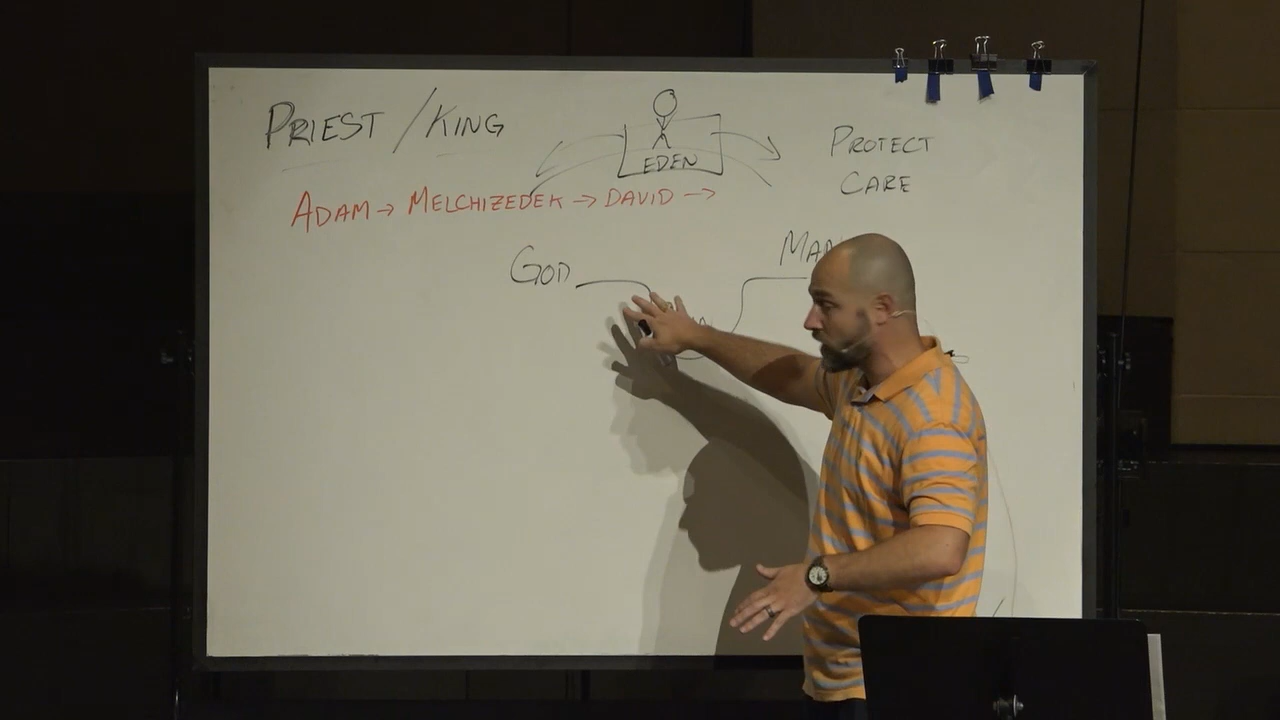 PRIEST / KING
EDEN
PROTECT
CARE
ADAM → MELCHIZEDEK → DAVID →
GOD